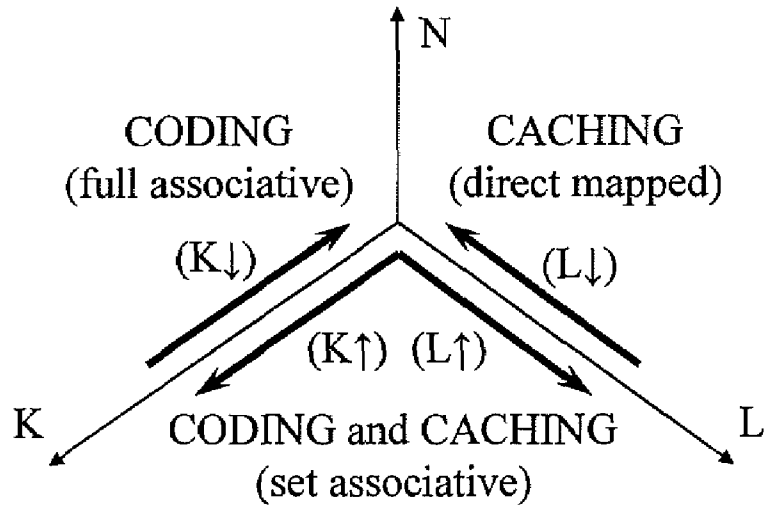 N
CODING
(full associative)
CACHING
(direct mapped)
(K↓)
(L↓)
(K↑) (L↑)
K
CODING and CACHING
(set associative)
L